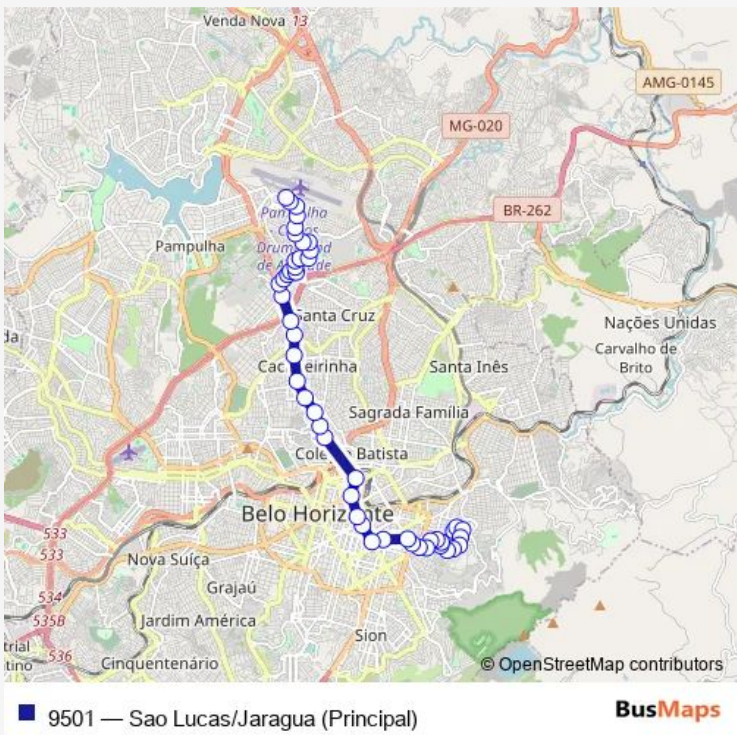 Venda Nova 13
AMG-0145
MG-020
BR-262
Pampulha
Santa Cruz
Nações Unidas
Carvalho de
Brito
Santa Inês
Sagrada Família
Batista
533
533
Nova Suíça
534
Grajaú
535B
Jardim América
Sion
536
Cinquentenário
© OpenStreetMap contributors
9501 — Sao Lucas/Jaragua (Principal)
BusMaps